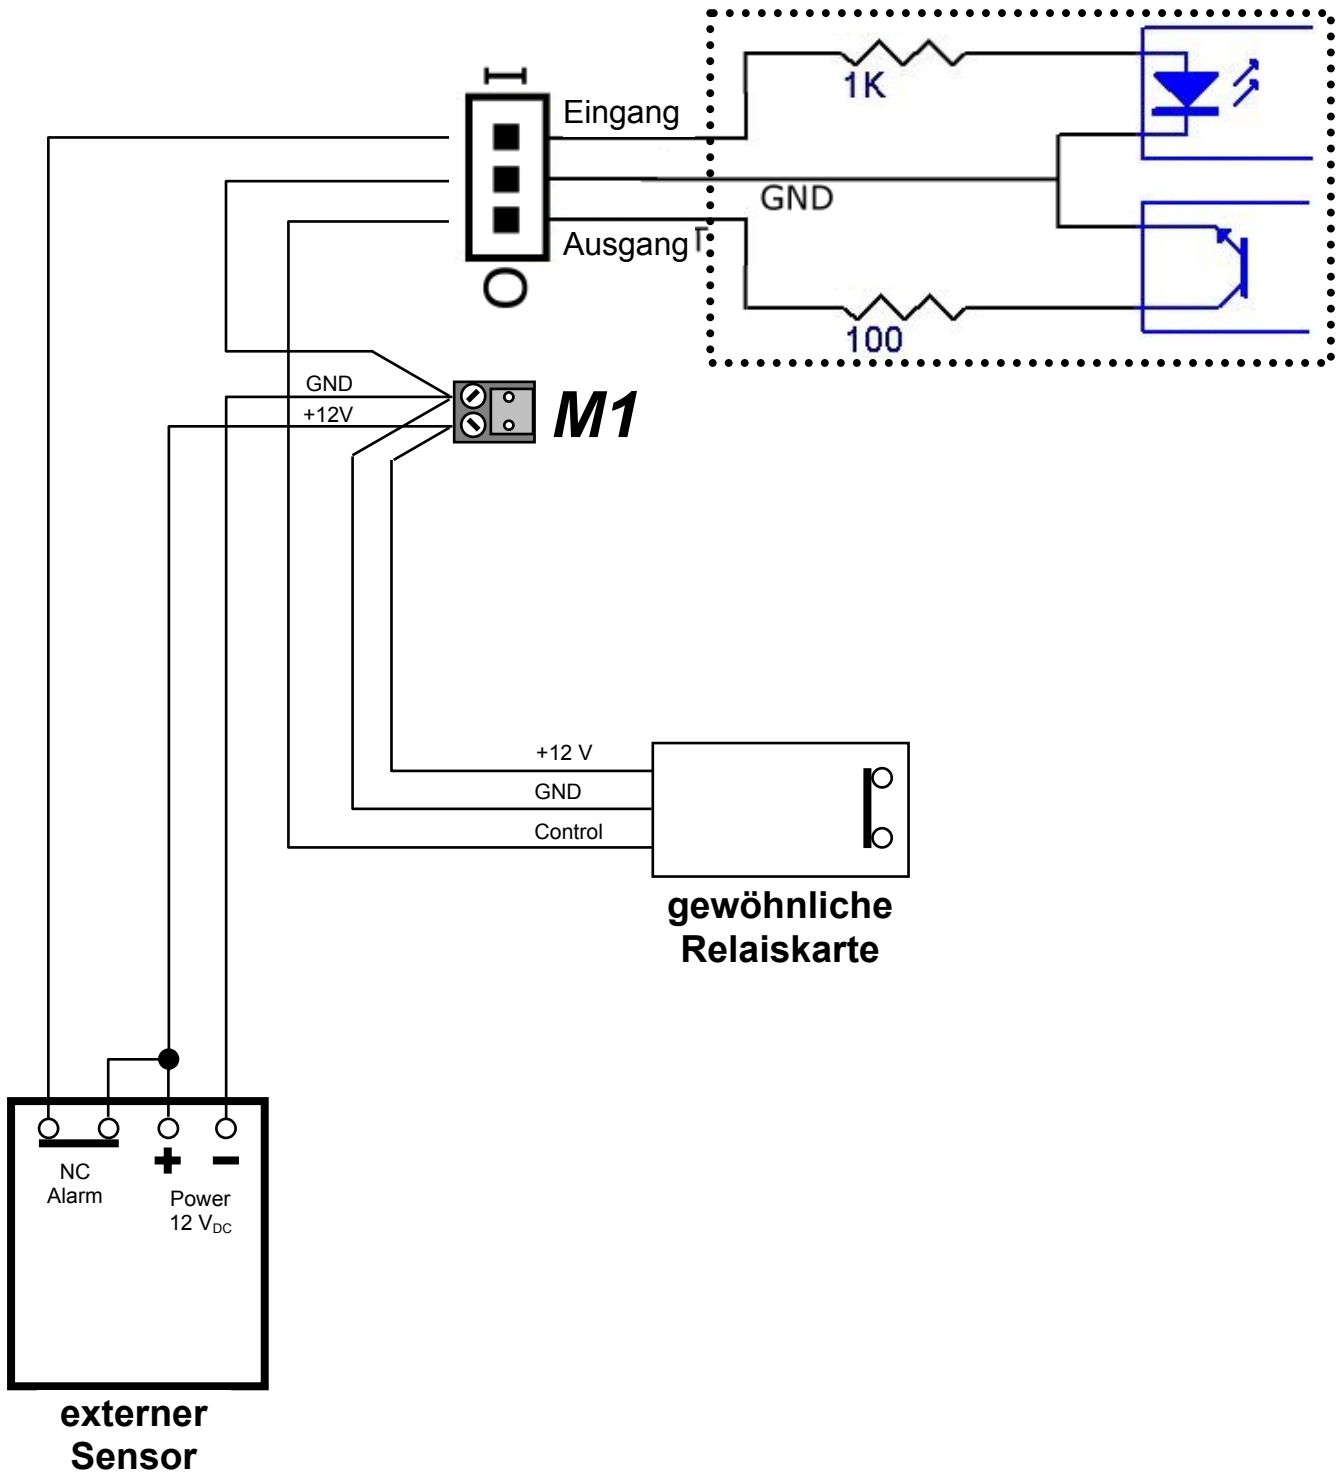 I
Eingang
1K
GND
Ausgang
T
O
100
GND
+12V
M1
+12 V
GND
Control
gewöhnliche
Relaiskarte
NC
Alarm
+ -
Power
12 VDC
externer
Sensor